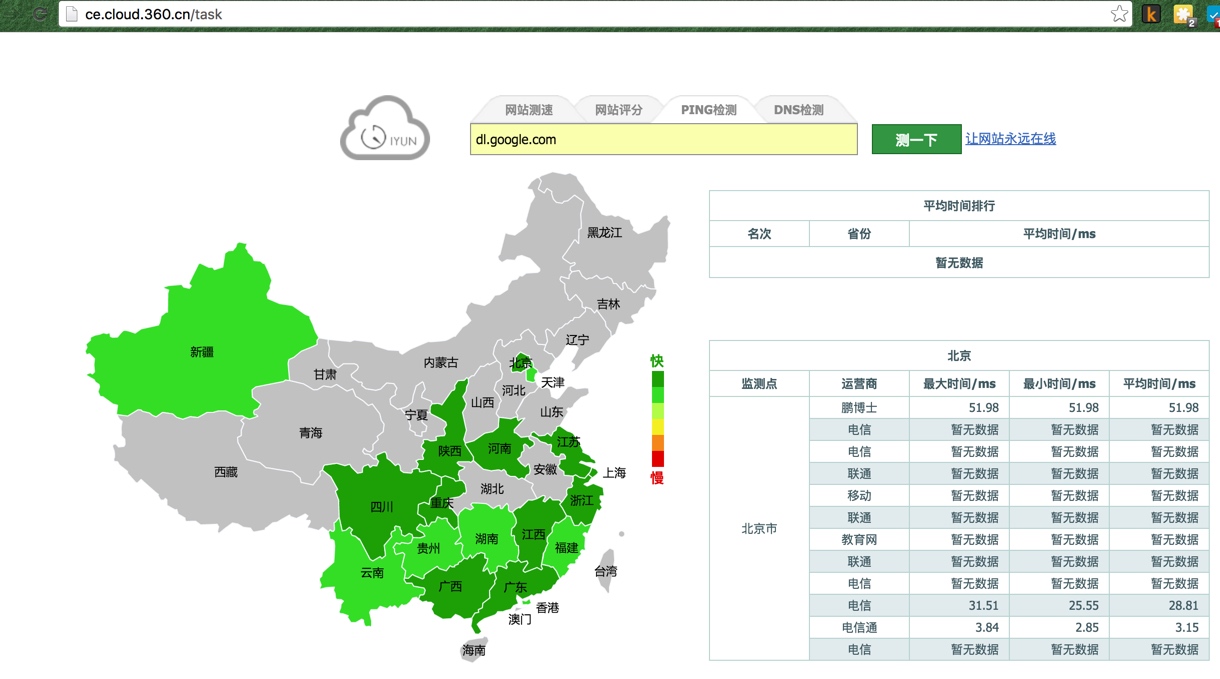 ce.cloud.360.cn/task
k
2
网站测速 网站评分 PING检测 DNS检测
IYUN
dl.google.com 测一下 让网站永远在线
黑龙江
吉林
辽宁
新疆
内蒙古
北京
甘肃
天津
河北
山西
宁夏
山东
青海
江苏
陕西
河南
西藏
安徽
上海
湖北
四川
重庆
浙江
江西
湖南
贵州
福建
云南
台湾
广西
广东
香港
澳门
海南
快
慢
平均时间排行
名次 省份 平均时间/ms
暂无数据
北京
监测点 运营商 最大时间/ms 最小时间/ms 平均时间/ms
鹏博士 51.98 51.98 51.98
电信 暂无数据 暂无数据 暂无数据
电信 暂无数据 暂无数据 暂无数据
联通 暂无数据 暂无数据 暂无数据
移动 暂无数据 暂无数据 暂无数据
联通 暂无数据 暂无数据 暂无数据
北京市
教育网 暂无数据 暂无数据 暂无数据
联通 暂无数据 暂无数据 暂无数据
电信 暂无数据 暂无数据 暂无数据
电信 31.51 25.55 28.81
电信通 3.84 2.85 3.15
电信 暂无数据 暂无数据 暂无数据